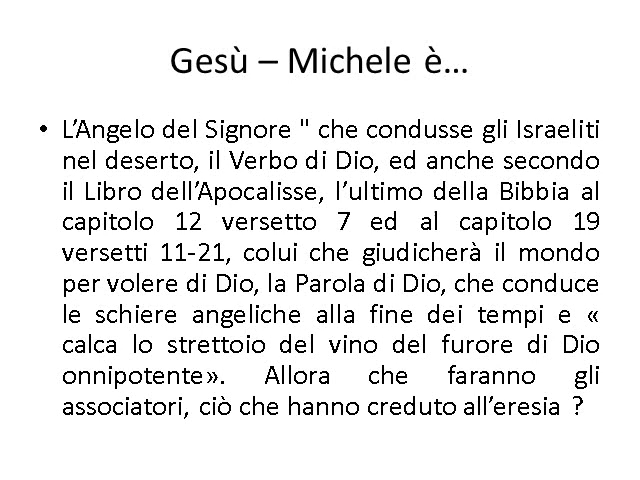 Gesù – Michele è…
• L’Angelo del Signore " che condusse gli Israeliti
nel deserto, il Verbo di Dio, ed anche secondo
il Libro dell’Apocalisse, l’ultimo della Bibbia al
capitolo 12 versetto 7 ed al capitolo 19
versetti 11-21, colui che giudicherà il mondo
per volere di Dio, la Parola di Dio, che conduce
le schiere angeliche alla fine dei tempi e «
calca lo strettoio del vino del furore di Dio
onnipotente». Allora che faranno gli
associatori, ciò che hanno creduto all’eresia ?